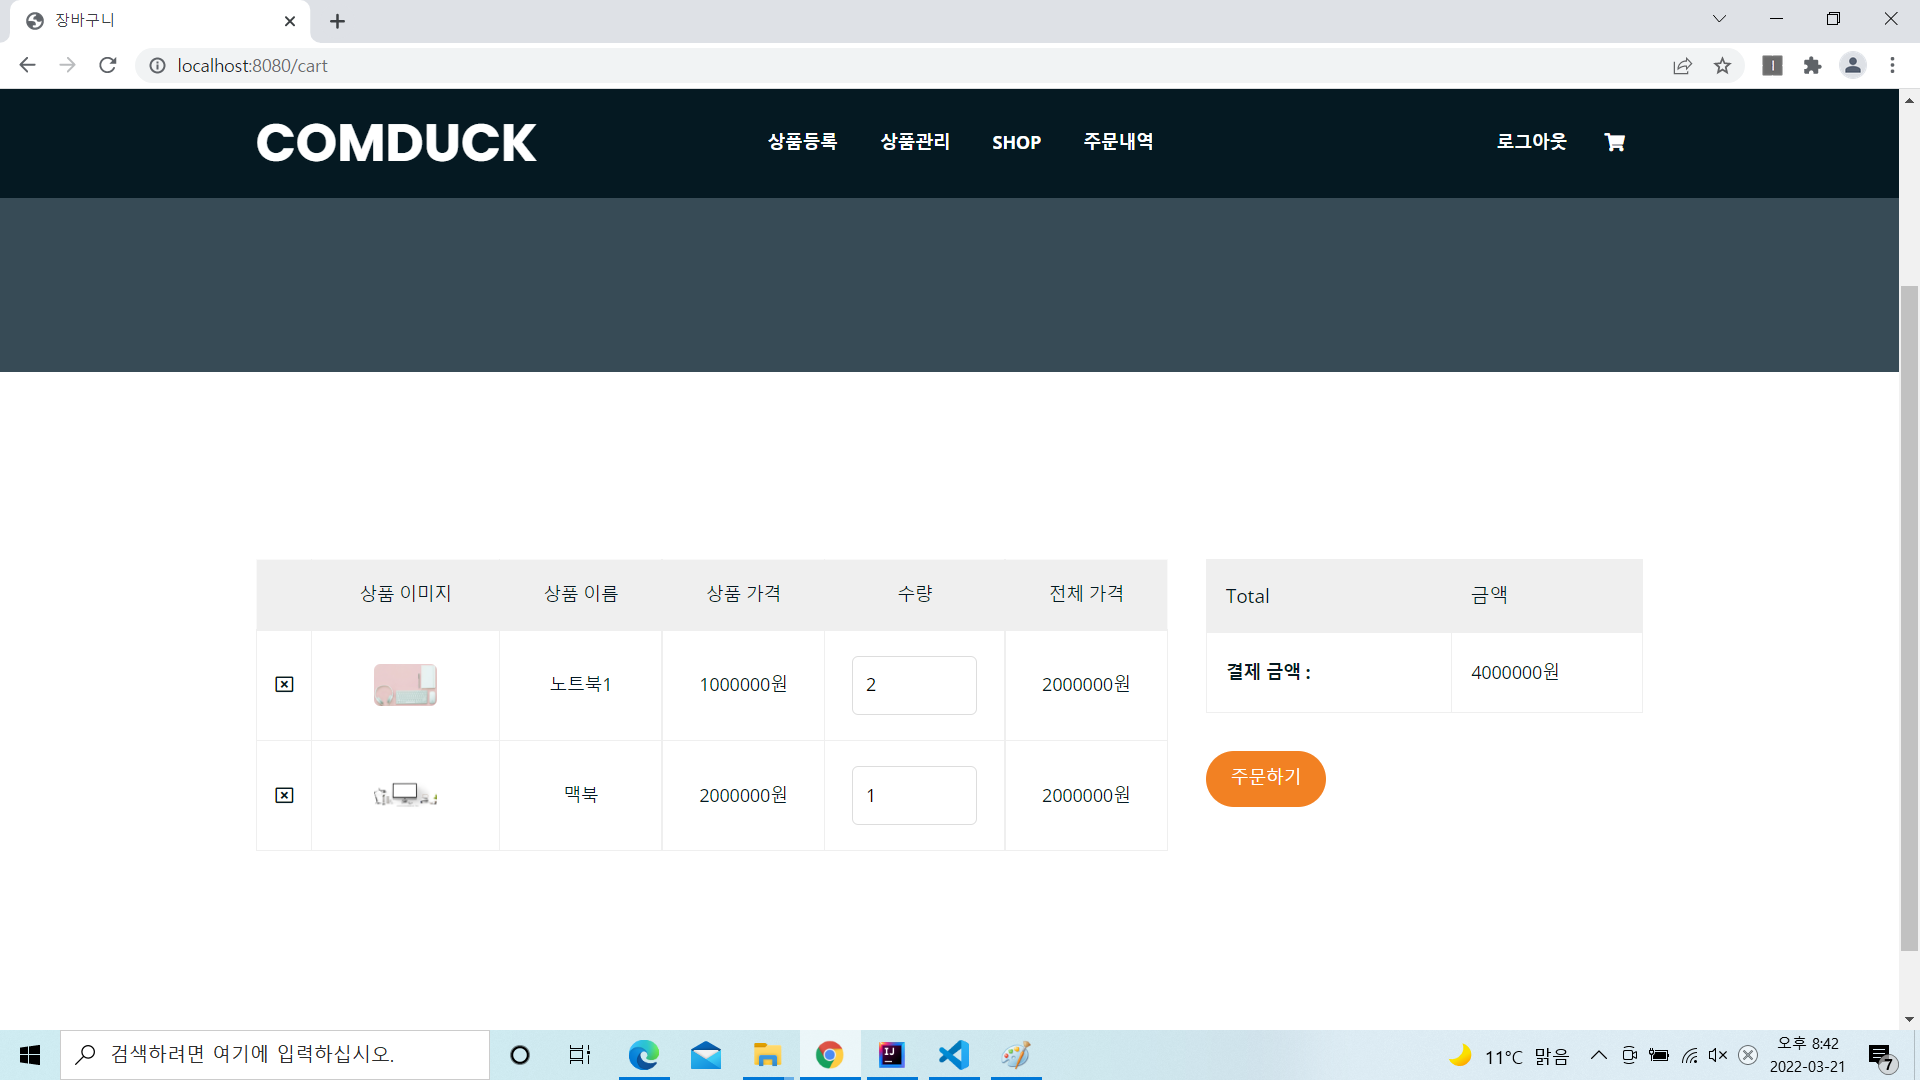 장바구니
localhost:8080/cart
COMDUCK
상품등록 상품관리 SHOP 주문내역 로그아웃
상품 이미지 상품 이름 상품 가격 수량 전체 가격
노트북1 1000000원 2 2000000원
맥북 2000000원 1 2000000원
Total 금액
결제 금액 : 4000000원
주문하기
검색하려면 여기에 입력하십시오.
11°C 맑음
오후 8:42
2022-03-21
7